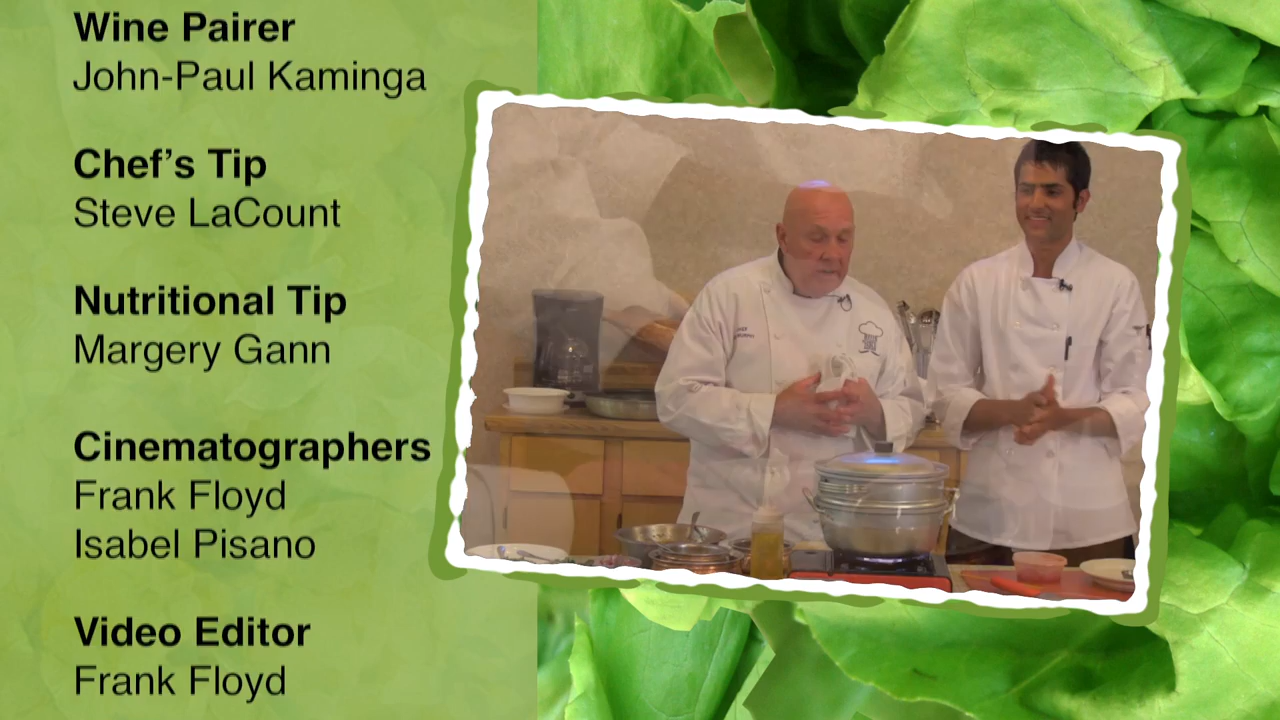 Wine Pairer
John-Paul Kaminga
Chef's Tip
Steve LaCount
Nutritional Tip
Margery Gann
Cinematographers
Frank Floyd
Isabel Pisano
Video Editor
Frank Floyd